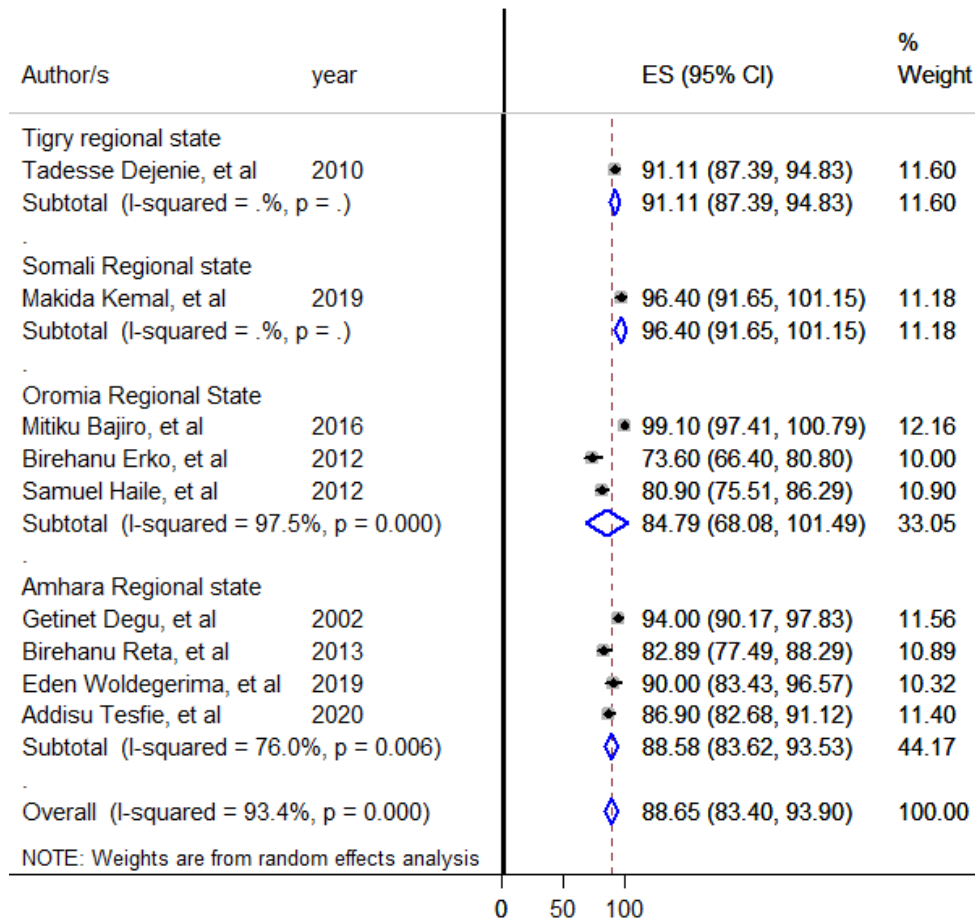 %
Author/s year ES (95% CI) Weight
Tigry regional state
Tadesse Dejenie, et al 2010 91.11 (87.39, 94.83) 11.60
Subtotal (I-squared = .%, p = .) 91.11 (87.39, 94.83) 11.60
.
Somali Regional state
Makida Kemal, et al 2019 96.40 (91.65, 101.15) 11.18
Subtotal (I-squared = .%, p = .) 96.40 (91.65, 101.15) 11.18
.
Oromia Regional State
Mitiku Bajiro, et al 2016 99.10 (97.41, 100.79) 12.16
Birehanu Erko, et al 2012 73.60 (66.40, 80.80) 10.00
Samuel Haile, et al 2012 80.90 (75.51, 86.29) 10.90
Subtotal (I-squared = 97.5%, p = 0.000) 84.79 (68.08, 101.49) 33.05
.
Amhara Regional state
Getinet Degu, et al 2002 94.00 (90.17, 97.83) 11.56
Birehanu Reta, et al 2013 82.89 (77.49, 88.29) 10.89
Eden Woldegerima, et al 2019 90.00 (83.43, 96.57) 10.32
Addisu Tesfie, et al 2020 86.90 (82.68, 91.12) 11.40
Subtotal (I-squared = 76.0%, p = 0.006) 88.58 (83.62, 93.53) 44.17
.
Overall (I-squared = 93.4%, p = 0.000) 88.65 (83.40, 93.90) 100.00
NOTE: Weights are from random effects analysis
0 50 100